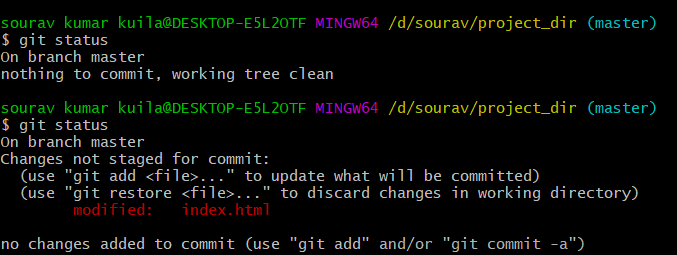 sourav kumar kuila@DESKTOP-E5L2OTF MINGW64 /d/sourav/project_dir (master)
$ git status
On branch master
nothing to commit, working tree clean
sourav kumar kuila@DESKTOP-E5L2OTF MINGW64 /d/sourav/project_dir (master)
$ git status
On branch master
Changes not staged for commit:
  (use "git add <file>..." to update what will be committed)
  (use "git restore <file>..." to discard changes in working directory)
        modified:   index.html
no changes added to commit (use "git add" and/or "git commit -a")